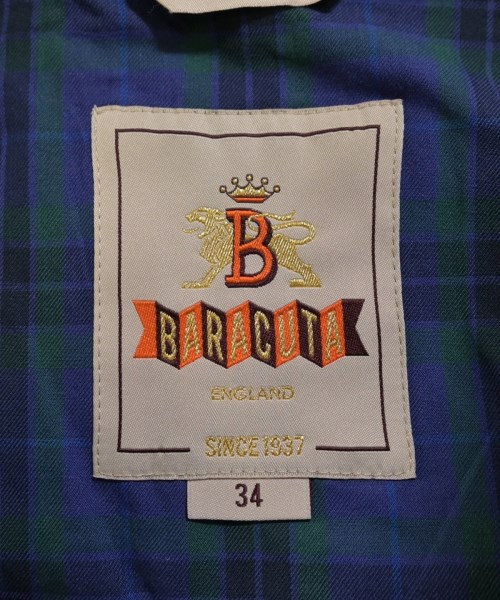 B
BARACUTA
ENGLAND
SINCE 1937
34